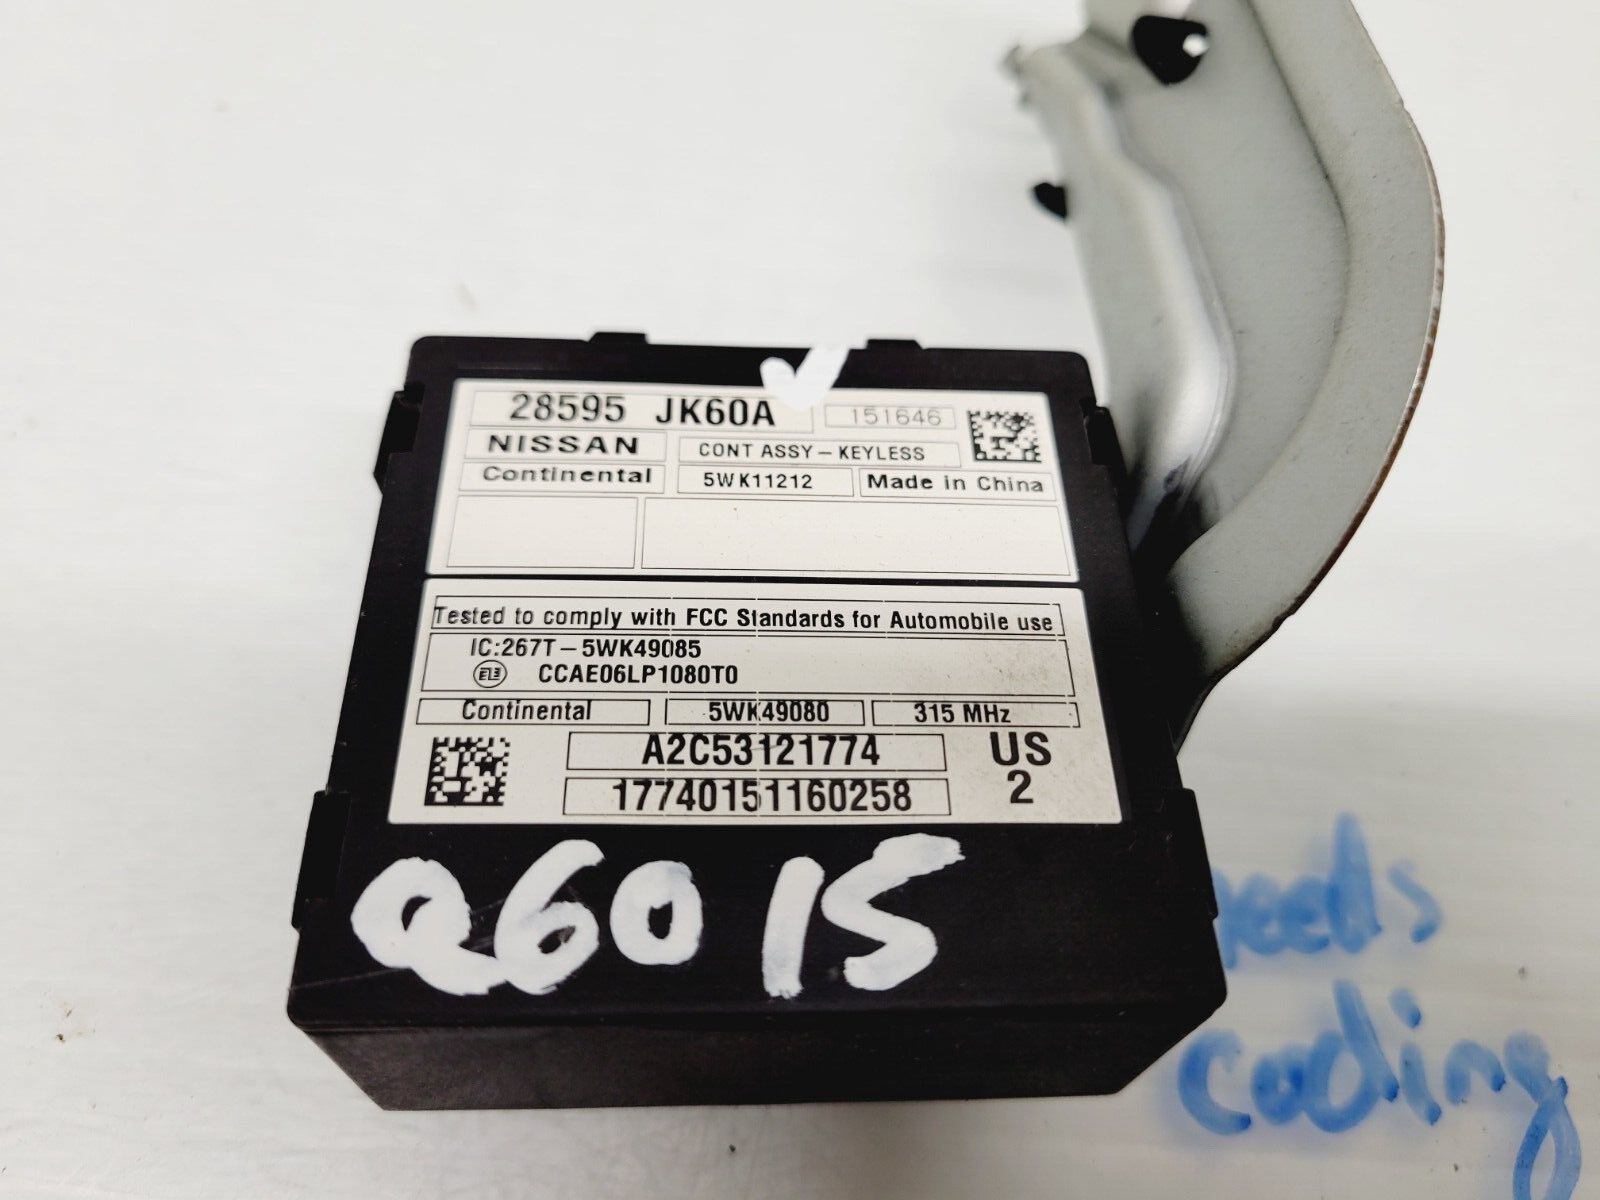 28595 JK60A 151646
NISSAN CONT ASSY – KEYLESS
Continental 5WK11212 Made in China
Tested to comply with FCC Standards for Automobile use
IC:267T – 5WK49085
CCAE06LP1080T0
Continental 5WK49080 315 MHz
A2C53121774 US
17740151160258 2
Q60 15
needs
coding